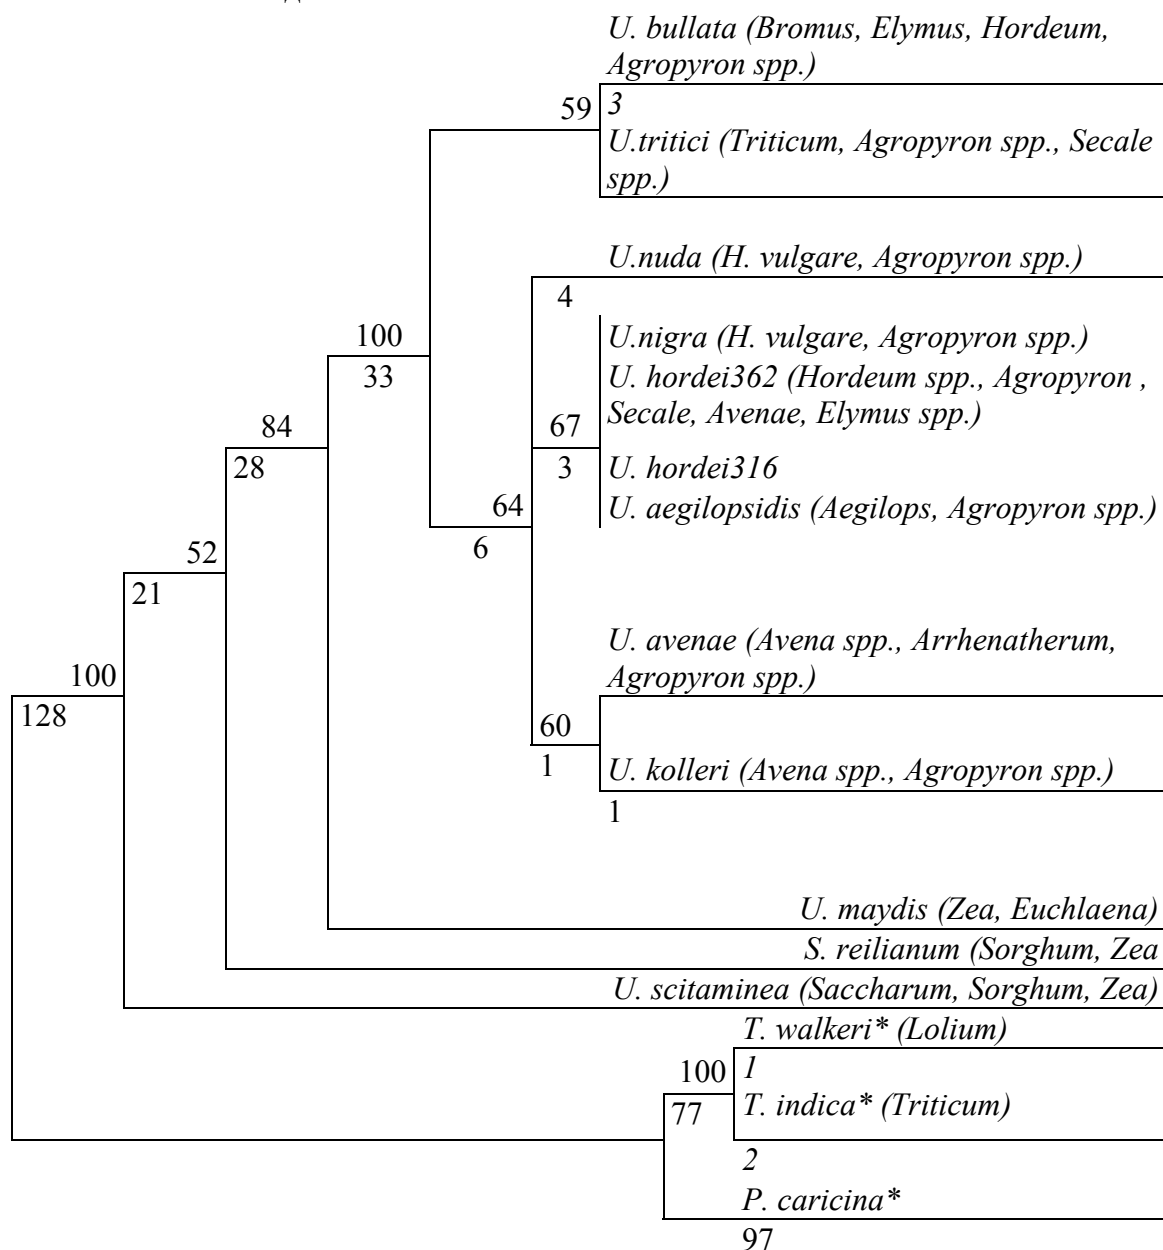 U. bullata (Bromus, Elymus, Hordeum,
Agropyron spp.)
59
3
U.tritici (Triticum, Agropyron spp., Secale
spp.)
U.nuda (H. vulgare, Agropyron spp.)
4
100
33
U.nigra (H. vulgare, Agropyron spp.)
U. hordei362 (Hordeum spp., Agropyron ,
Secale, Avenae, Elymus spp.)
84
28
67
3
U. hordei316
U. aegilopsidis (Aegilops, Agropyron spp.)
64
6
52
21
U. avenae (Avena spp., Arrhenatherum,
Agropyron spp.)
100
128
60
1
U. kolleri (Avena spp., Agropyron spp.)
1
U. maydis (Zea, Euchlaena)
S. reilianum (Sorghum, Zea
U. scitaminea (Saccharum, Sorghum, Zea)
T. walkeri* (Lolium)
100
1
77
T. indica* (Triticum)
2
P. caricina*
97